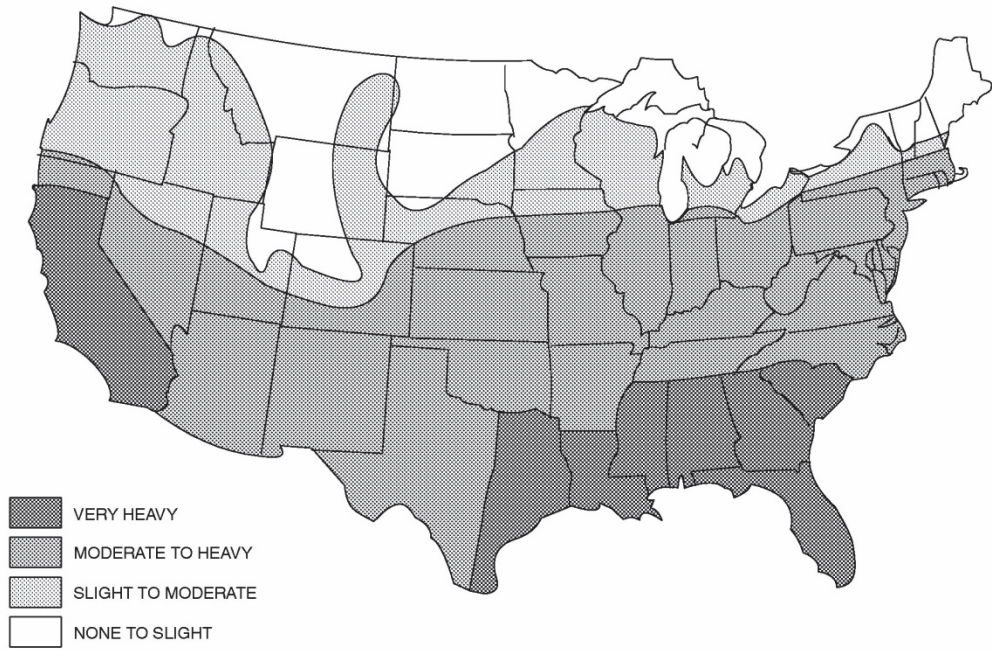 VERY HEAVY
MODERATE TO HEAVY
SLIGHT TO MODERATE
NONE TO SLIGHT